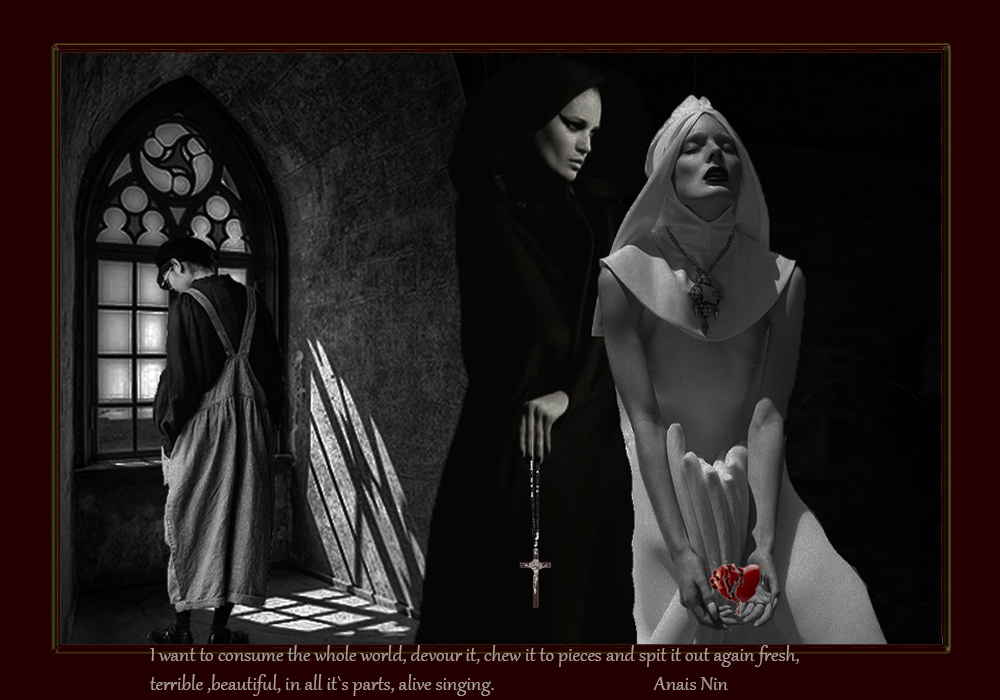 I want to consume the whole world, devour it, chew it to pieces and spit it out again fresh,
terrible ,beautiful, in all it`s parts, alive singing. Anais Nin